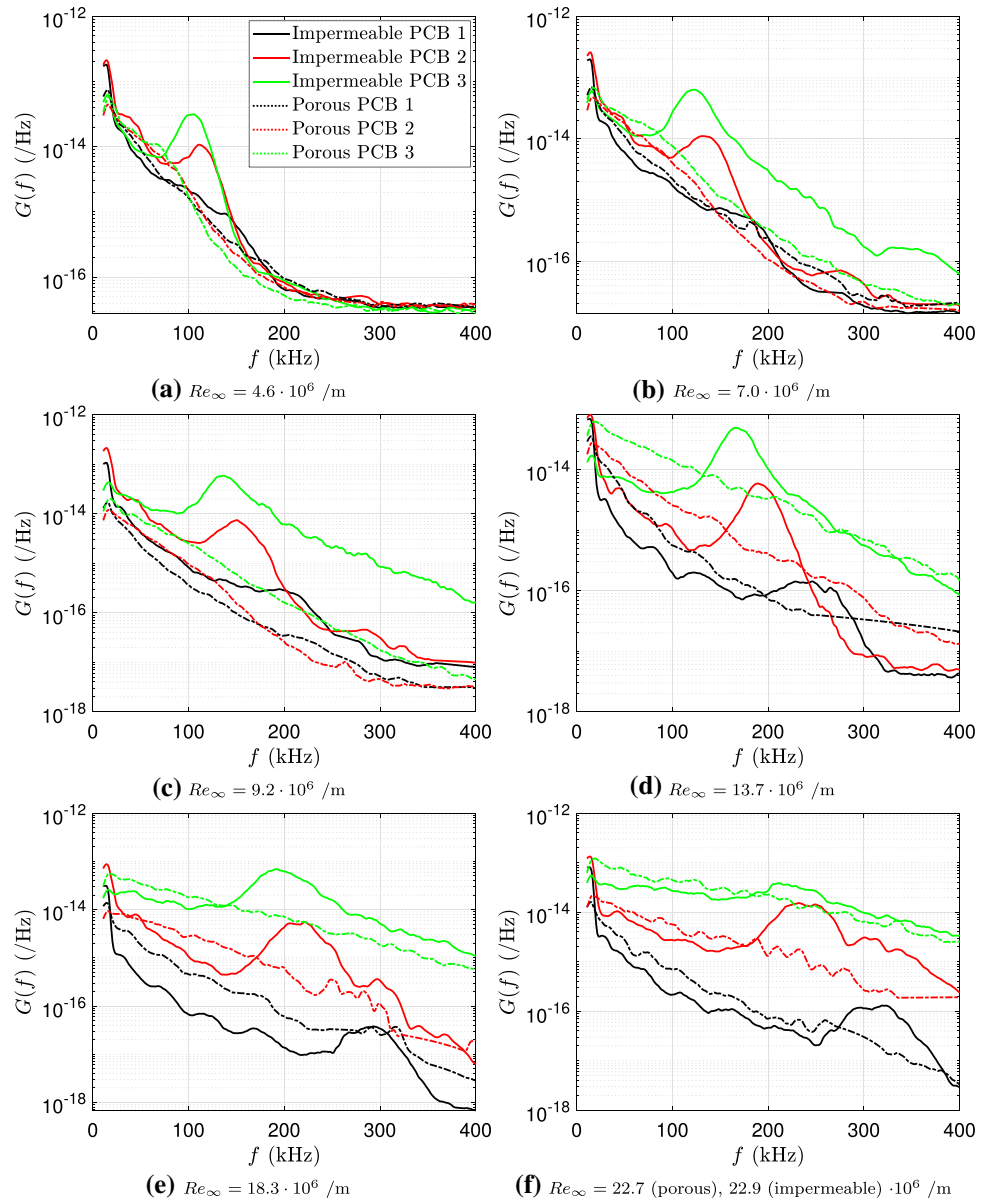 10^-12
10^-14
10^-16
G(f) (/Hz)
Impermeable PCB 1
Impermeable PCB 2
Impermeable PCB 3
Porous PCB 1
Porous PCB 2
Porous PCB 3
0 100 200 300 400
f (kHz)
(a) Re∞ = 4.6 · 10^6 /m
10^-12
10^-14
10^-16
G(f) (/Hz)
0 100 200 300 400
f (kHz)
(b) Re∞ = 7.0 · 10^6 /m
10^-12
10^-14
10^-16
10^-18
G(f) (/Hz)
0 100 200 300 400
f (kHz)
(c) Re∞ = 9.2 · 10^6 /m
10^-14
10^-16
10^-18
G(f) (/Hz)
0 100 200 300 400
f (kHz)
(d) Re∞ = 13.7 · 10^6 /m
10^-12
10^-14
10^-16
10^-18
G(f) (/Hz)
0 100 200 300 400
f (kHz)
(e) Re∞ = 18.3 · 10^6 /m
10^-12
10^-14
10^-16
10^-18
G(f) (/Hz)
0 100 200 300 400
f (kHz)
(f) Re∞ = 22.7 (porous), 22.9 (impermeable) ·10^6 /m